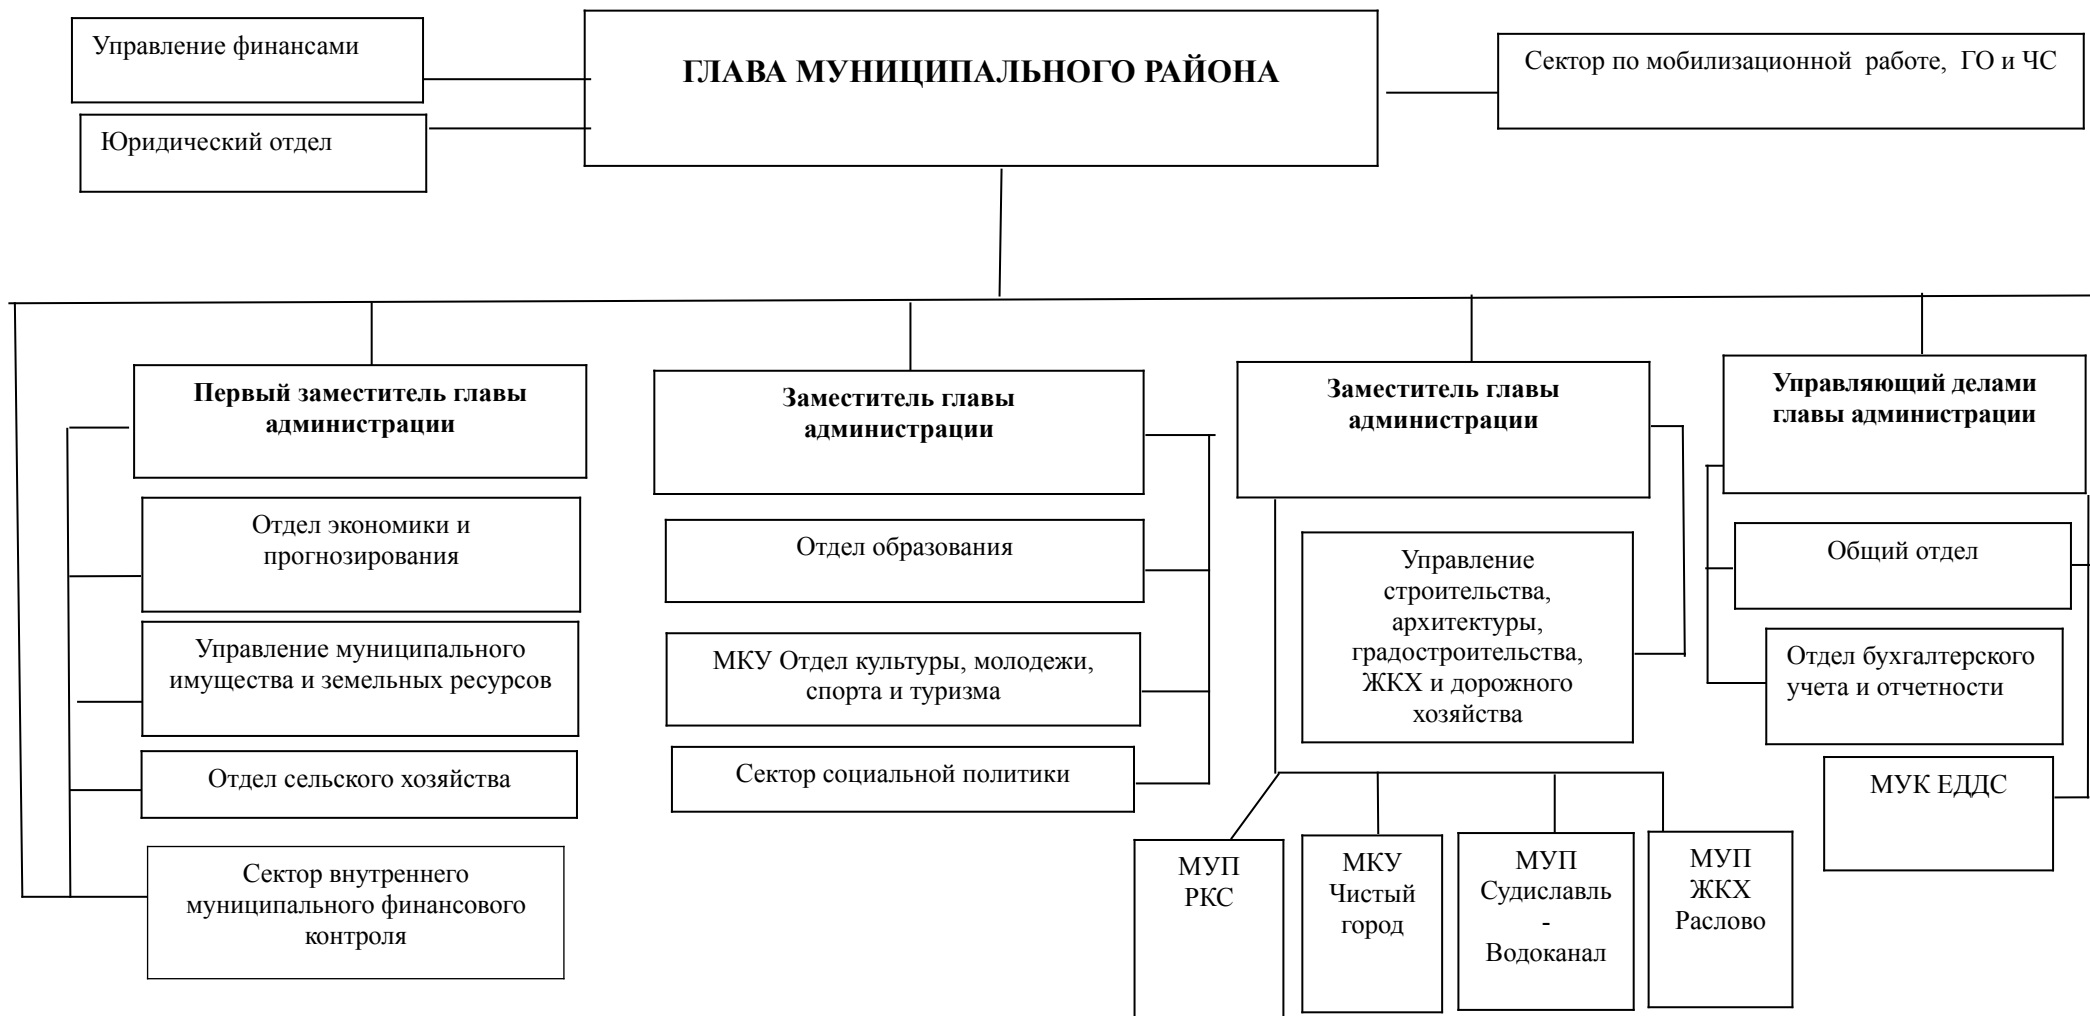 Управление финансами
ГЛАВА МУНИЦИПАЛЬНОГО РАЙОНА
Сектор по мобилизационной работе, ГО и ЧС
Юридический отдел
Первый заместитель главы
администрации
Отдел экономики и
прогнозирования
Управление муниципального
имущества и земельных ресурсов
Отдел сельского хозяйства
Сектор внутреннего
муниципального финансового
контроля
Заместитель главы
администрации
Отдел образования
МКУ Отдел культуры, молодежи,
спорта и туризма
Сектор социальной политики
Заместитель главы
администрации
Управление
строительства,
архитектуры,
градостроительства,
ЖКХ и дорожного
хозяйства
МУП
РКС
МКУ
Чистый
город
МУП
Судиславль
-
Водоканал
МУП
ЖКХ
Раслово
Управляющий делами
главы администрации
Общий отдел
Отдел бухгалтерского
учета и отчетности
МУК ЕДДС